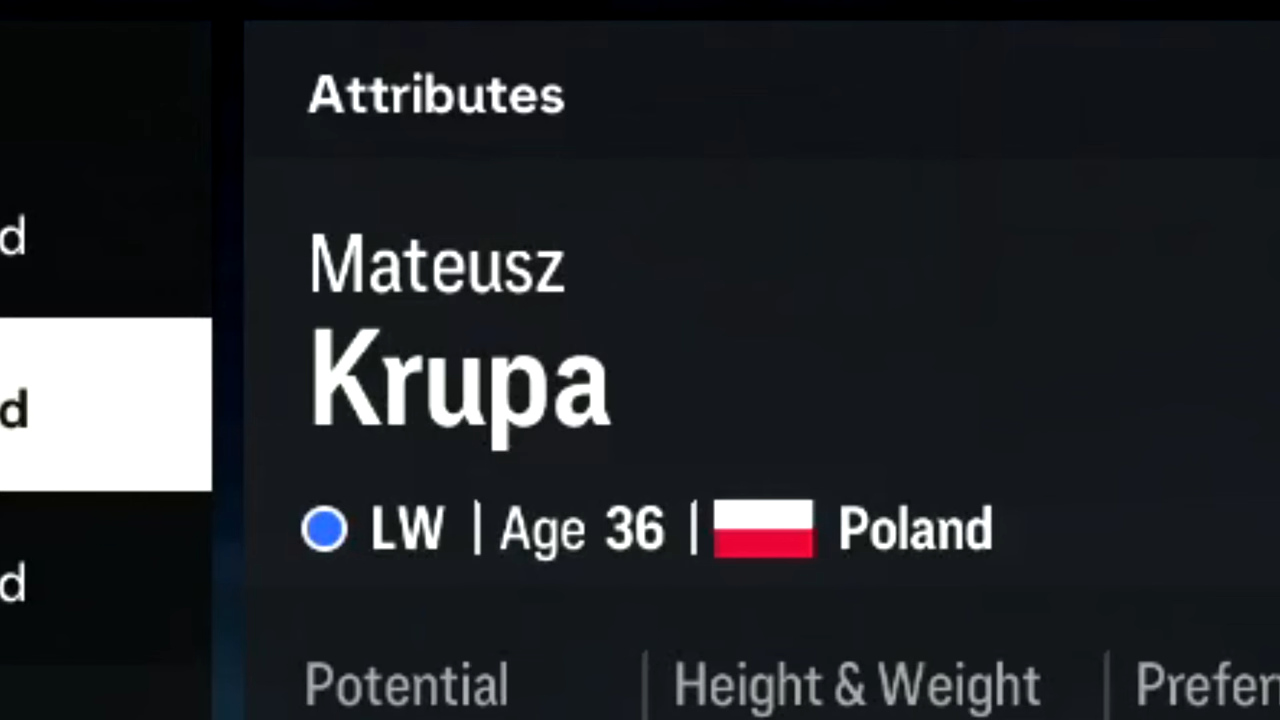 Attributes
Mateusz
Krupa
LW | Age 36 | Poland
Potential | Height & Weight |